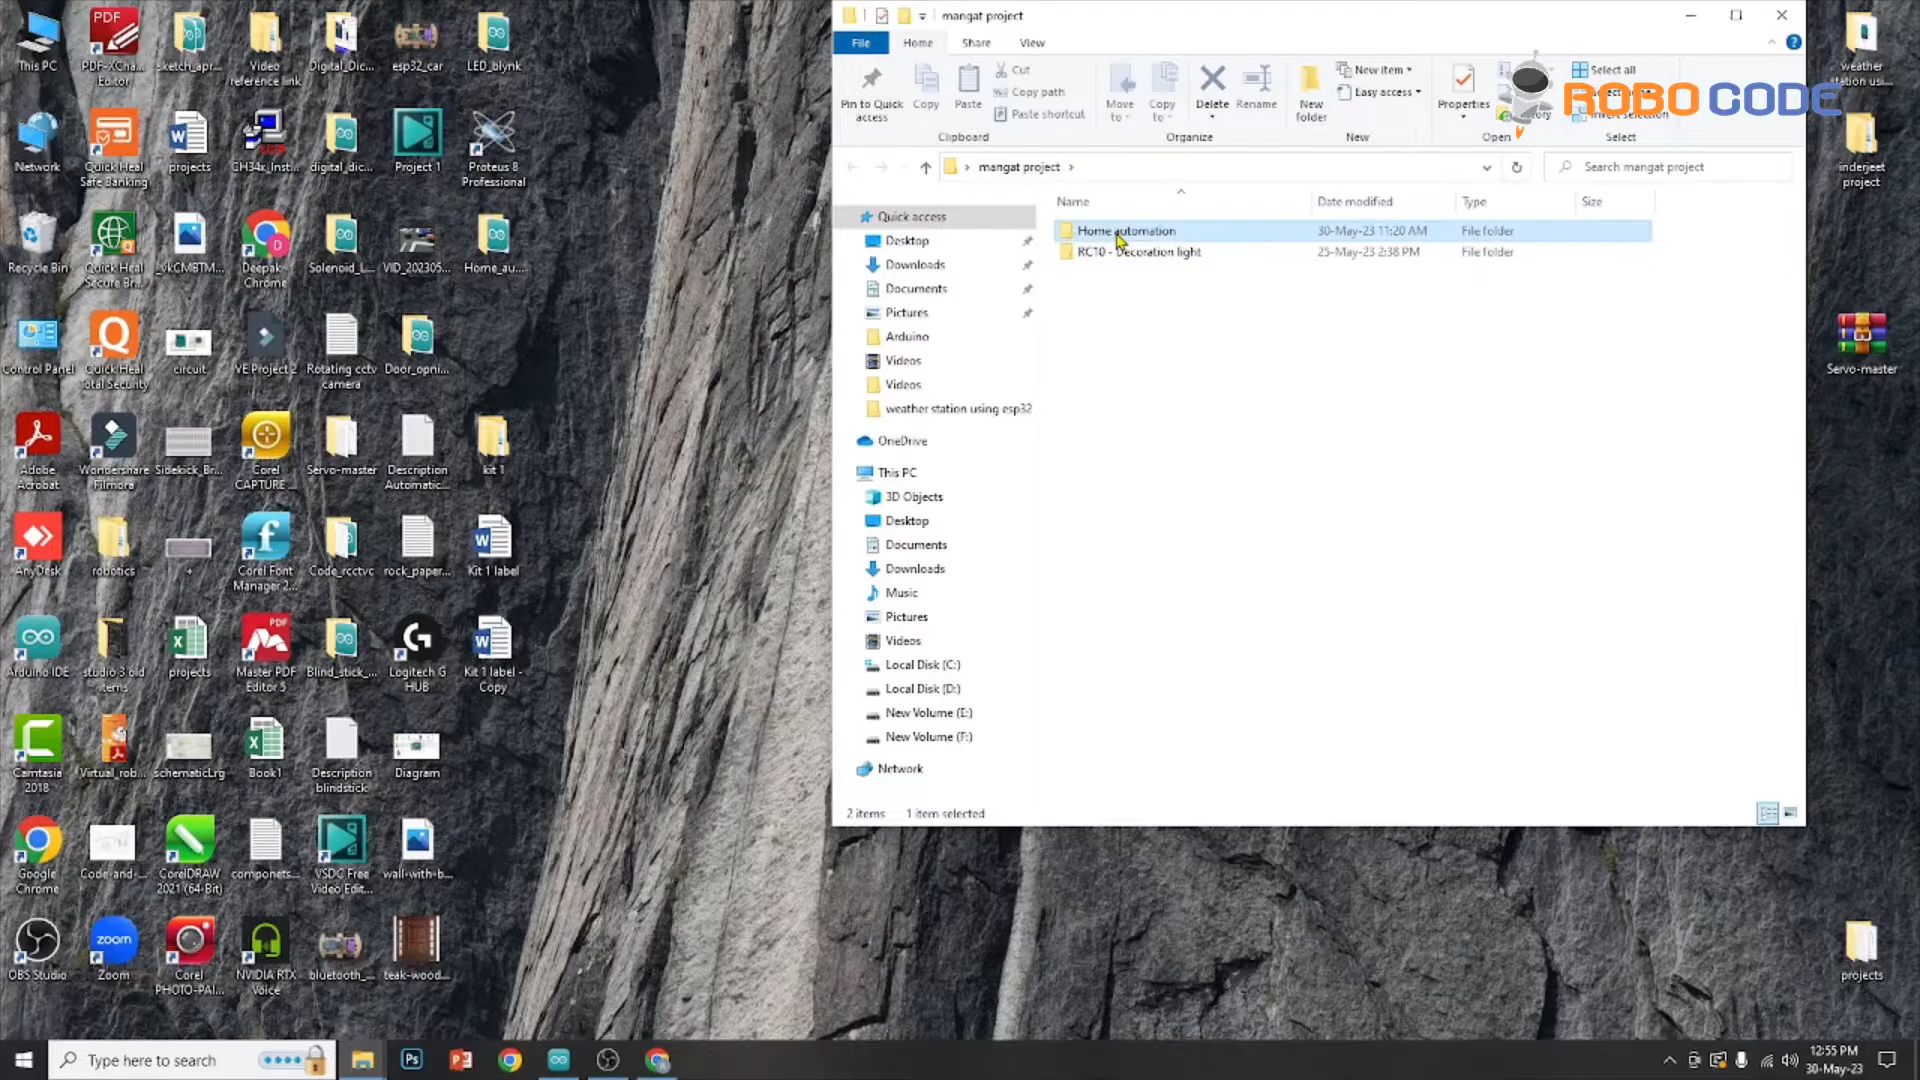 This PC
PDF-XCha...
Editor
sketch_apr...
Video
reference link
Digital_Dic...
esp32_car
LED_blynk
Network
Quick Heal
Safe Banking
projects
CH34x_Inst...
digital_dic...
Project 1
Proteus 8
Professional
Recycle Bin
Quick Heal
Secure Br...
_vkCMBTM...
Deepak -
Chrome
Solenoid_L...
VID_202305...
Home_au...
Control Panel
Quick Heal
Total Security
circuit
VE Project 2
Rotating cctv
camera
Door_opni...
Adobe
Acrobat
Wondershare
Filmora
Sidekick_Br...
Corel
CAPTURE ...
Servo-master
Description
Automatic...
kit 1
AnyDesk
robotics
+
Corel Font
Manager 2...
Code_rcctvc
rock_paper...
Kit 1 label
Arduino IDE
studio 3 old
items
projects
Master PDF
Editor 5
Blind_stick_...
Logitech G
HUB
Kit 1 label -
Copy
Camtasia
2018
Virtual_rob...
schematicLrg
Book1
Description
blindstick
Diagram
Google
Chrome
Code-and-...
CorelDRAW
2021 (64-Bit)
componets...
VSDC Free
Video Edit...
wall-with-b...
OBS Studio
zoom
Zoom
Corel
PHOTO-PAI...
NVIDIA RTX
Voice
bluetooth_...
teak-wood...
mangat project
File
Home
Share
View
Pin to Quick
access
Copy
Paste
Cut
Copy path
Paste shortcut
Clipboard
Move
to
Copy
to
Delete
Rename
Organize
New
folder
New item
Easy access
New
Properties
Open
Select all
Select
ROBO CODE
mangat project
Search mangat project
Name
Date modified
Type
Size
Home automation
30-May-23 11:20 AM
File folder
RC10 - Decoration light
25-May-23 2:38 PM
File folder
Quick access
Desktop
Downloads
Documents
Pictures
Arduino
Videos
Videos
weather station using esp32
OneDrive
This PC
3D Objects
Desktop
Documents
Downloads
Music
Pictures
Videos
Local Disk (C:)
Local Disk (D:)
New Volume (E:)
New Volume (F:)
Network
2 items
1 item selected
weather
station usi...
inderjeet
project
Servo-master
projects
Type here to search
12:55 PM
30-May-23